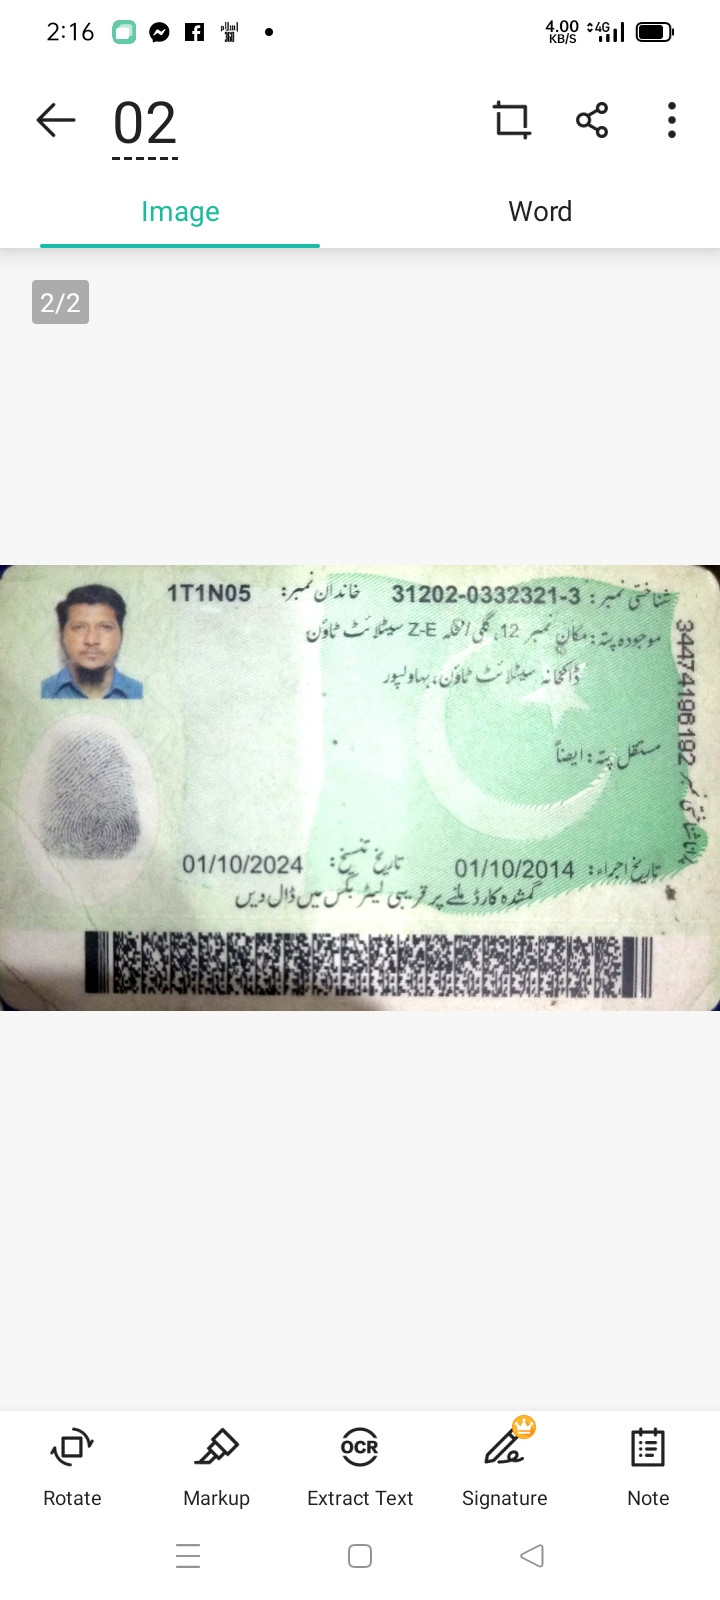 2:16
4.00 KB/S 4G
02
Image Word
2/2
شناختی نمبر: 31202-0332321-3 خاندان نمبر: 1T1N05
موجودہ پتہ: مکان نمبر 12، گلی/محلہ Z-E سیٹلائٹ ٹاؤن
ڈاکخانہ سیٹلائٹ ٹاؤن، بہاولپور
مستقل پتہ: ایضاً
تاریخ اجراء: 01/10/2014 تاریخ تنسیخ: 01/10/2024
گمشدہ کارڈ ملنے پر قریبی لیٹر بکس میں ڈال دیں
34474196192
OCR
Rotate Markup Extract Text Signature Note